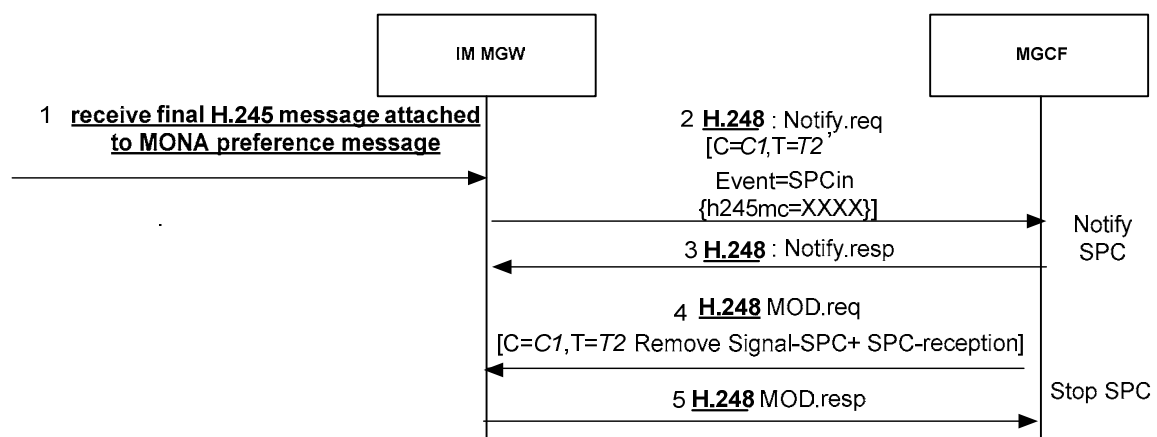 IM MGW
MGCF
1 receive final H.245 message attached
to MONA preference message
2 H.248 : Notify.req
[C=C1,T=T2,
Event=SPCin
{h245mc=XXXX}]
Notify
SPC
3 H.248 : Notify.resp
4 H.248 MOD.req
[C=C1,T=T2 Remove Signal-SPC+ SPC-reception]
Stop SPC
5 H.248 MOD.resp